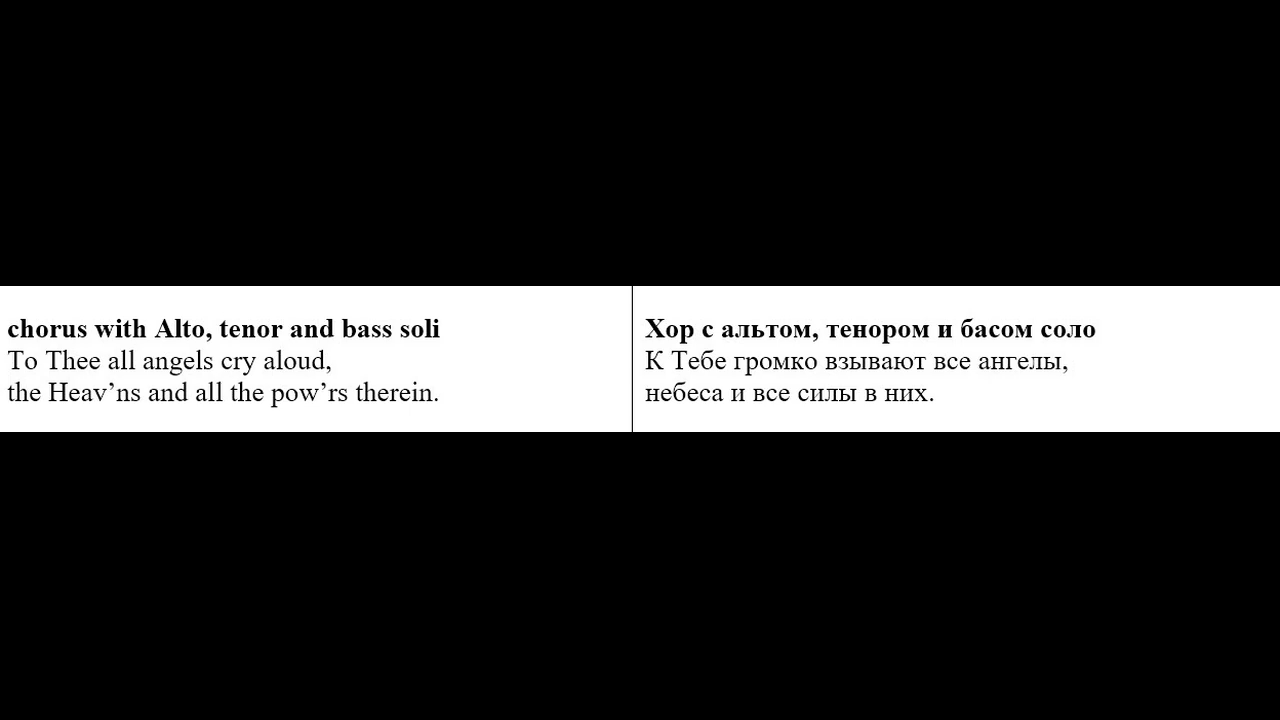 chorus with Alto, tenor and bass soli
To Thee all angels cry aloud,
the Heav’ns and all the pow’rs therein.
Хор с альтом, тенором и басом соло
К Тебе громко взывают все ангелы,
небеса и все силы в них.